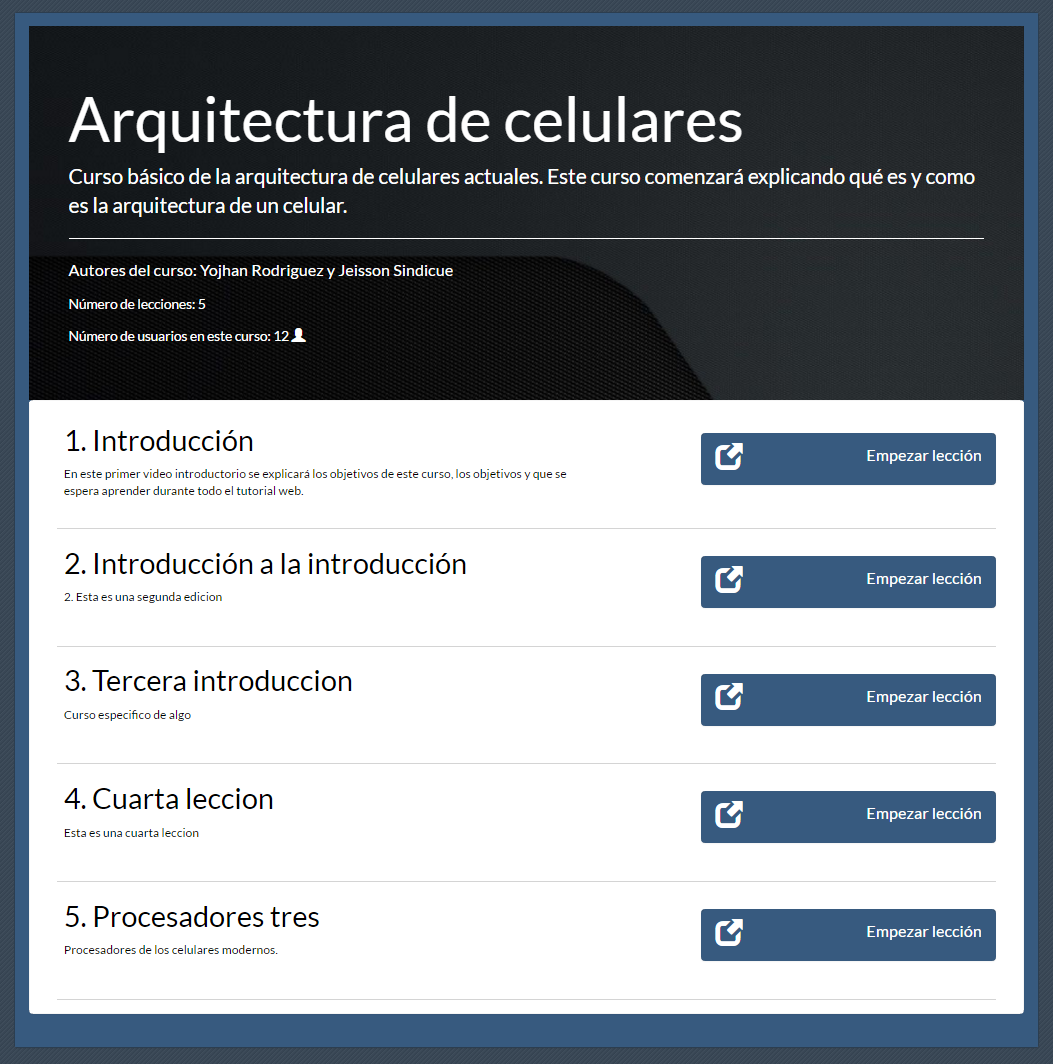 Arquitectura de celulares
Curso básico de la arquitectura de celulares actuales. Este curso comenzará explicando qué es y como
es la arquitectura de un celular.
Autores del curso: Yojhan Rodriguez y Jeisson Sindicue
Número de lecciones: 5
Número de usuarios en este curso: 12
1. Introducción
En este primer video introductorio se explicará los objetivos de este curso, los objetivos y que se
espera aprender durante todo el tutorial web.
Empezar lección
2. Introducción a la introducción
2. Esta es una segunda edicion
Empezar lección
3. Tercera introduccion
Curso especifico de algo
Empezar lección
4. Cuarta leccion
Esta es una cuarta leccion
Empezar lección
5. Procesadores tres
Procesadores de los celulares modernos.
Empezar lección